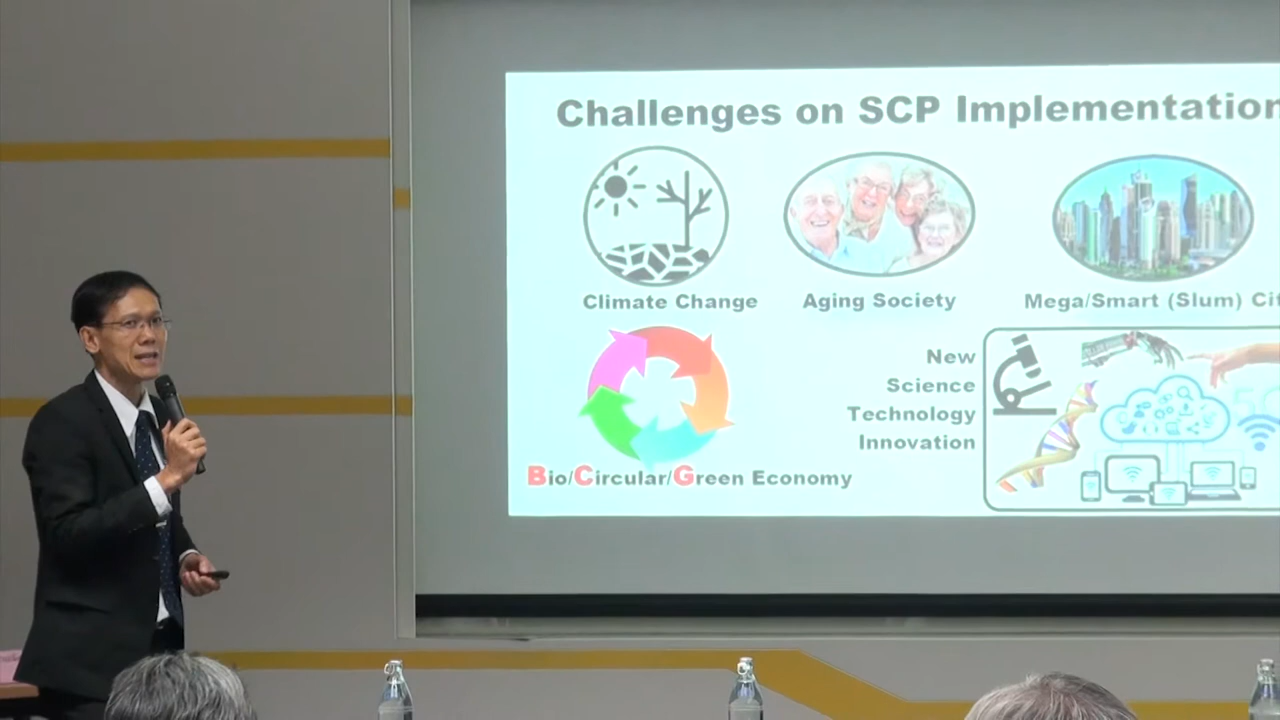 Challenges on SCP Implementation
Climate Change
Aging Society
Mega/Smart (Slum) Cit
Bio/Circular/Green Economy
New
Science
Technology
Innovation
5G